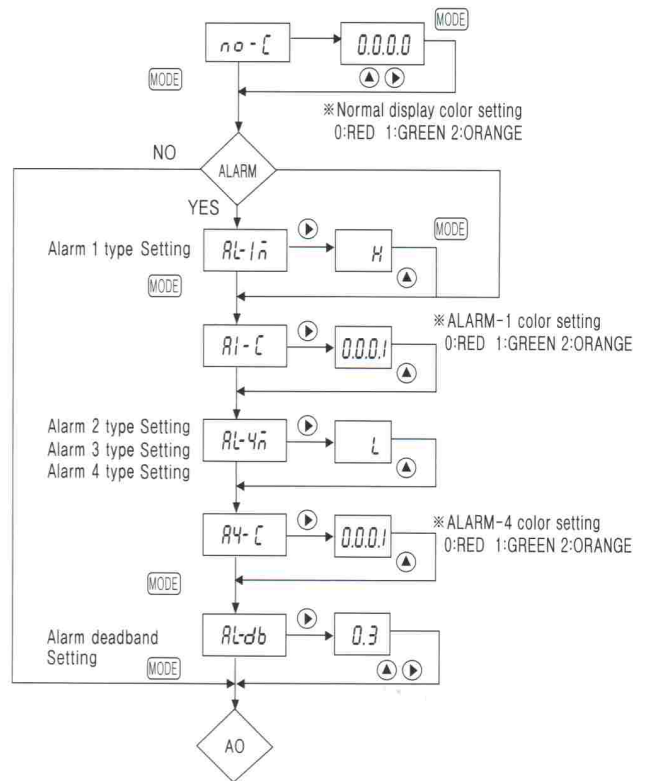 MODE
no-C
0.0.0.0
MODE
※Normal display color setting
0:RED 1:GREEN 2:ORANGE
NO
ALARM
YES
Alarm 1 type Setting
AL-1n̄
H
MODE
MODE
A1-C
0.0.0.1
※ALARM-1 color setting
0:RED 1:GREEN 2:ORANGE
Alarm 2 type Setting
Alarm 3 type Setting
Alarm 4 type Setting
AL-4n̄
L
A4-C
0.0.0.1
※ALARM-4 color setting
0:RED 1:GREEN 2:ORANGE
MODE
Alarm deadband
Setting
AL-db
0.3
MODE
AO